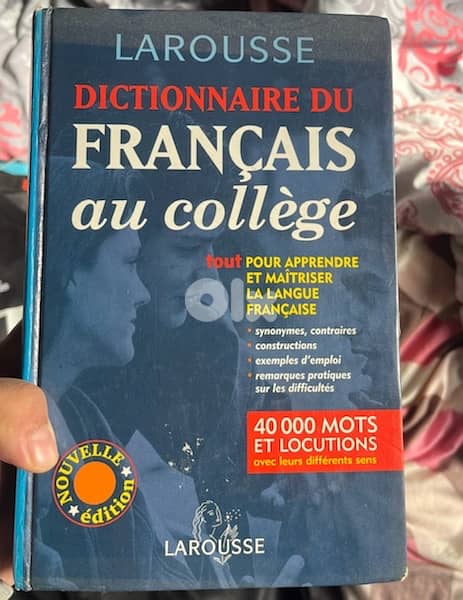 LAROUSSE
DICTIONNAIRE DU
FRANÇAIS
au collège
tout POUR APPRENDRE
ET MAÎTRISER
LA LANGUE
FRANÇAISE
• synonymes, contraires
• constructions
• exemples d'emploi
• remarques pratiques
sur les difficultés
40 000 MOTS
ET LOCUTIONS
avec leurs différents sens
NOUVELLE
édition
LAROUSSE